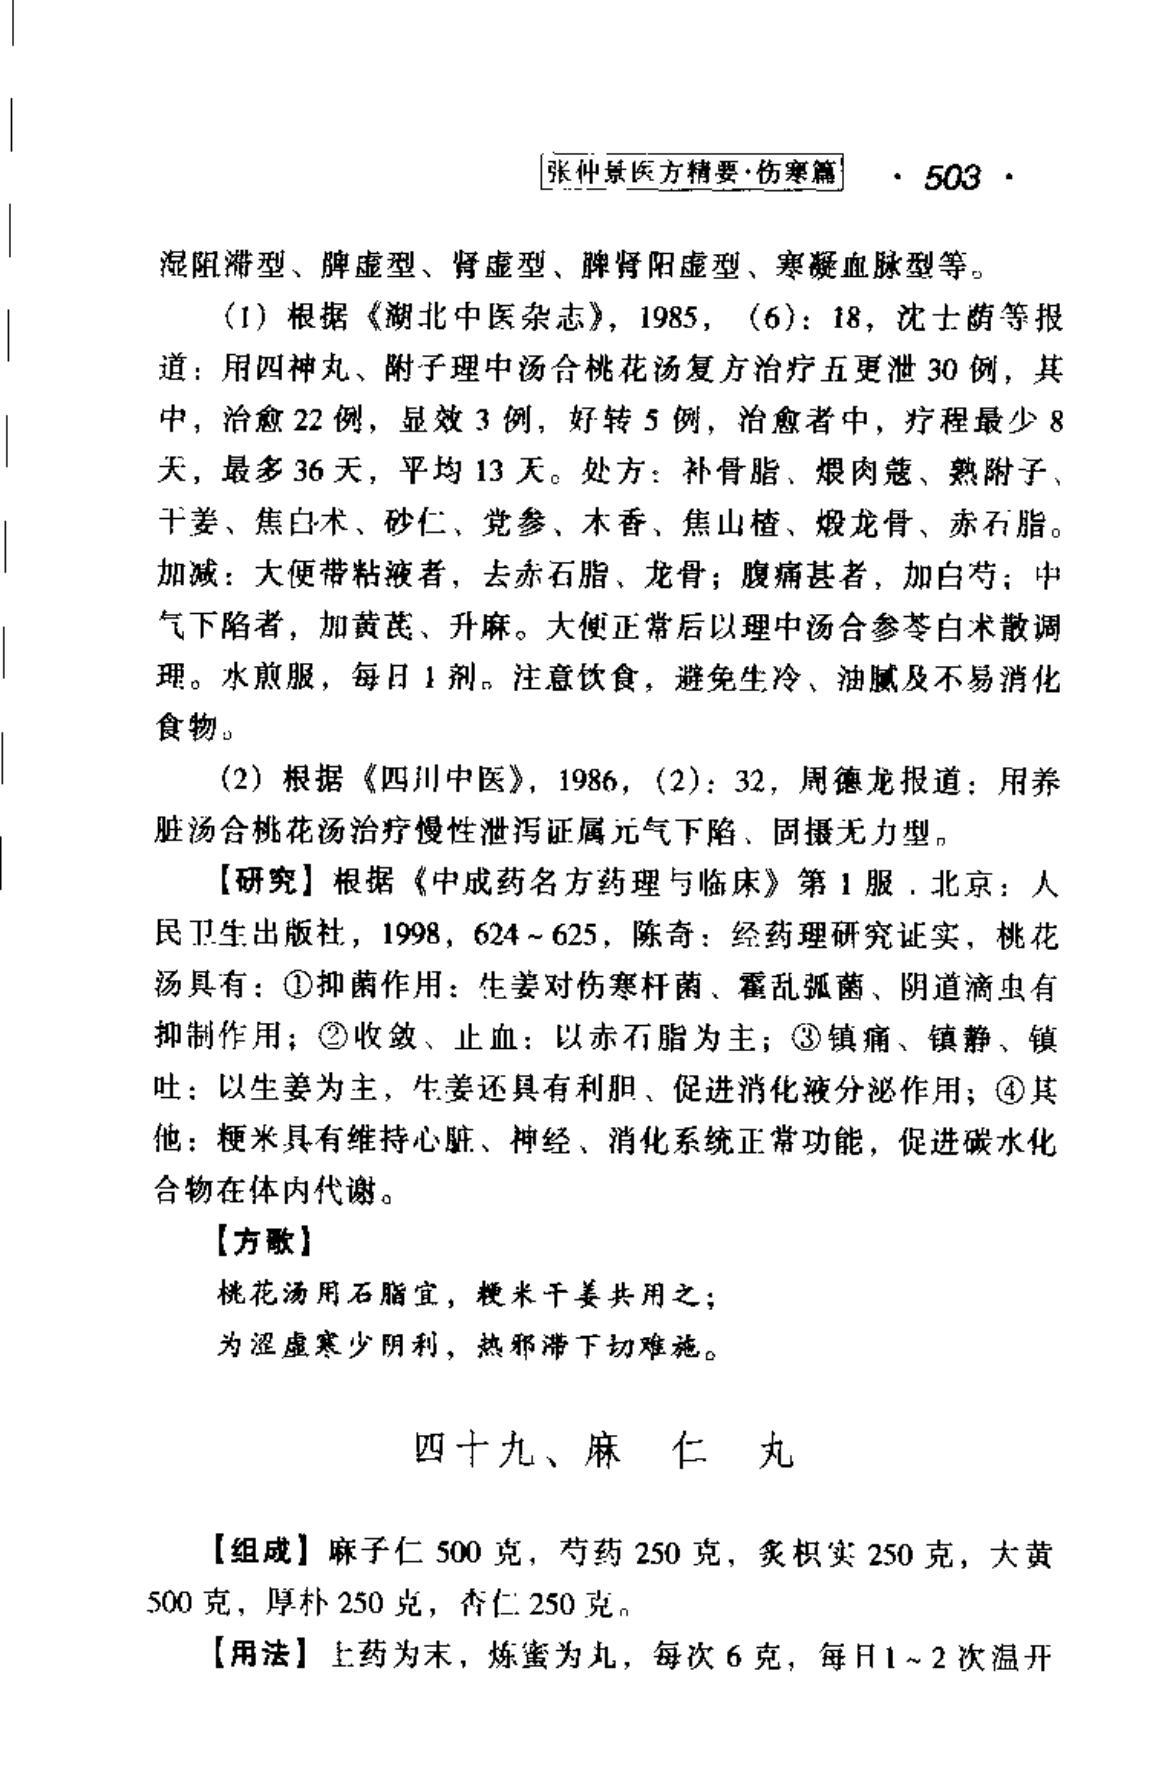 张仲景医方精要·伤寒篇 · 503 ·
湿阻滞型、脾虚型、肾虚型、脾肾阳虚型、寒凝血脉型等。
(1) 根据《湖北中医杂志》，1985，(6)：18，沈士荫等报
道：用四神丸、附子理中汤合桃花汤复方治疗五更泄 30 例，其
中，治愈 22 例，显效 3 例，好转 5 例，治愈者中，疗程最少 8
天，最多 36 天，平均 13 天。处方：补骨脂、煨肉蔻、熟附子、
干姜、焦白术、砂仁、党参、木香、焦山楂、煅龙骨、赤石脂。
加减：大便带粘液者，去赤石脂、龙骨；腹痛甚者，加白芍；中
气下陷者，加黄芪、升麻。大便正常后以理中汤合参苓白术散调
理。水煎服，每日 1 剂。注意饮食，避免生冷、油腻及不易消化
食物。
(2) 根据《四川中医》，1986，(2)：32，周德龙报道：用养
脏汤合桃花汤治疗慢性泄泻证属元气下陷、固摄无力型。
【研究】根据《中成药名方药理与临床》第 1 服．北京：人
民卫生出版社，1998，624～625，陈奇：经药理研究证实，桃花
汤具有：①抑菌作用：生姜对伤寒杆菌、霍乱弧菌、阴道滴虫有
抑制作用；②收敛、止血：以赤石脂为主；③镇痛、镇静、镇
吐：以生姜为主，生姜还具有利胆、促进消化液分泌作用；④其
他：粳米具有维持心脏、神经、消化系统正常功能，促进碳水化
合物在体内代谢。
【方歌】
桃花汤用石脂宜，粳米干姜共用之；
为涩虚寒少阴利，热邪滞下切难施。
四十九、麻 仁 丸
【组成】麻子仁 500 克，芍药 250 克，炙枳实 250 克，大黄
500 克，厚朴 250 克，杏仁 250 克。
【用法】上药为末，炼蜜为丸，每次 6 克，每日 1～2 次温开